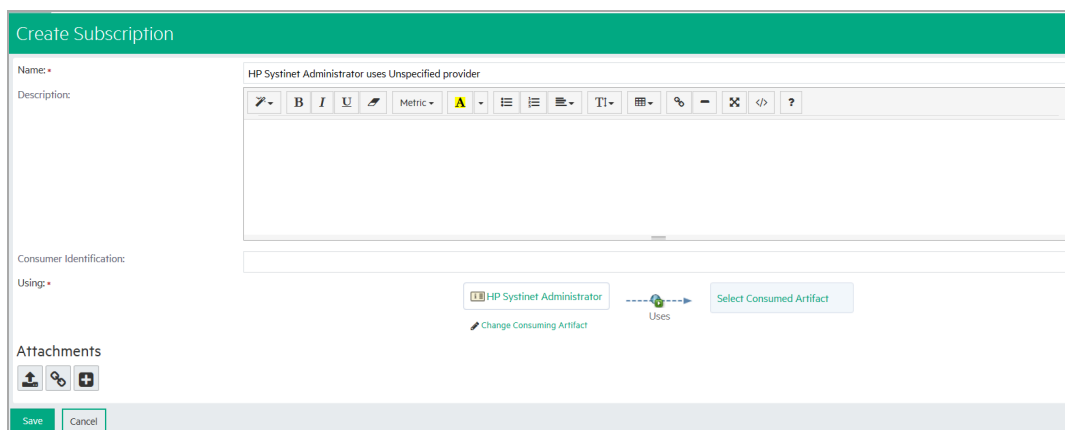 Create Subscription
Name:
HP Systinet Administrator uses Unspecified provider
Description:
B I U Metric A TI </> ?
Consumer Identification:
Using:
HP Systinet Administrator
Uses
Select Consumed Artifact
Change Consuming Artifact
Attachments
Save Cancel